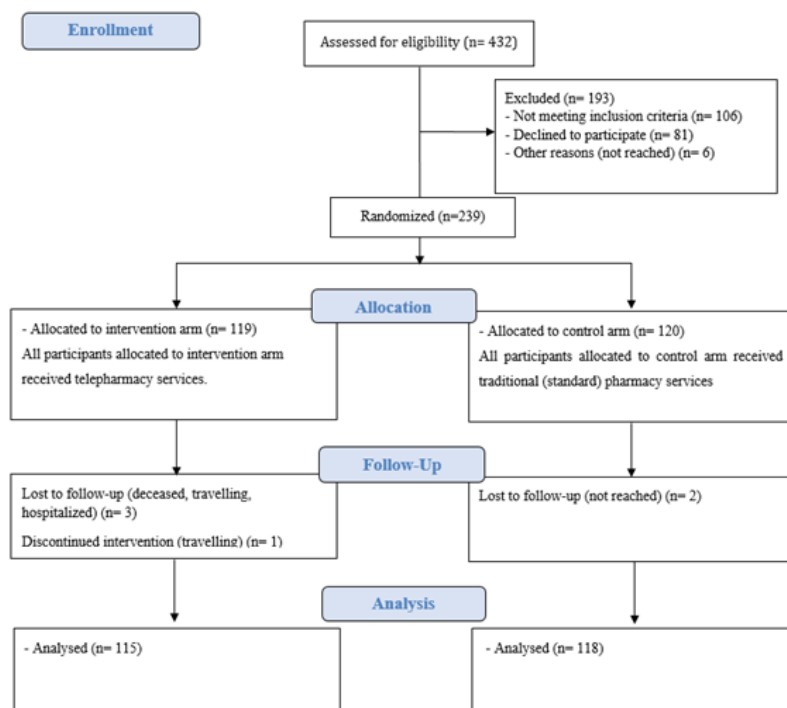 Enrollment
Assessed for eligibility (n= 432)
Excluded (n= 193)
- Not meeting inclusion criteria (n= 106)
- Declined to participate (n= 81)
- Other reasons (not reached) (n= 6)
Randomized (n=239)
Allocation
- Allocated to intervention arm (n= 119)
All participants allocated to intervention arm
received telepharmacy services.
- Allocated to control arm (n= 120)
All participants allocated to control arm received
traditional (standard) pharmacy services
Follow-Up
Lost to follow-up (deceased, travelling,
hospitalized) (n= 3)
Discontinued intervention (travelling) (n= 1)
Lost to follow-up (not reached) (n= 2)
Analysis
- Analysed (n= 115)
- Analysed (n= 118)